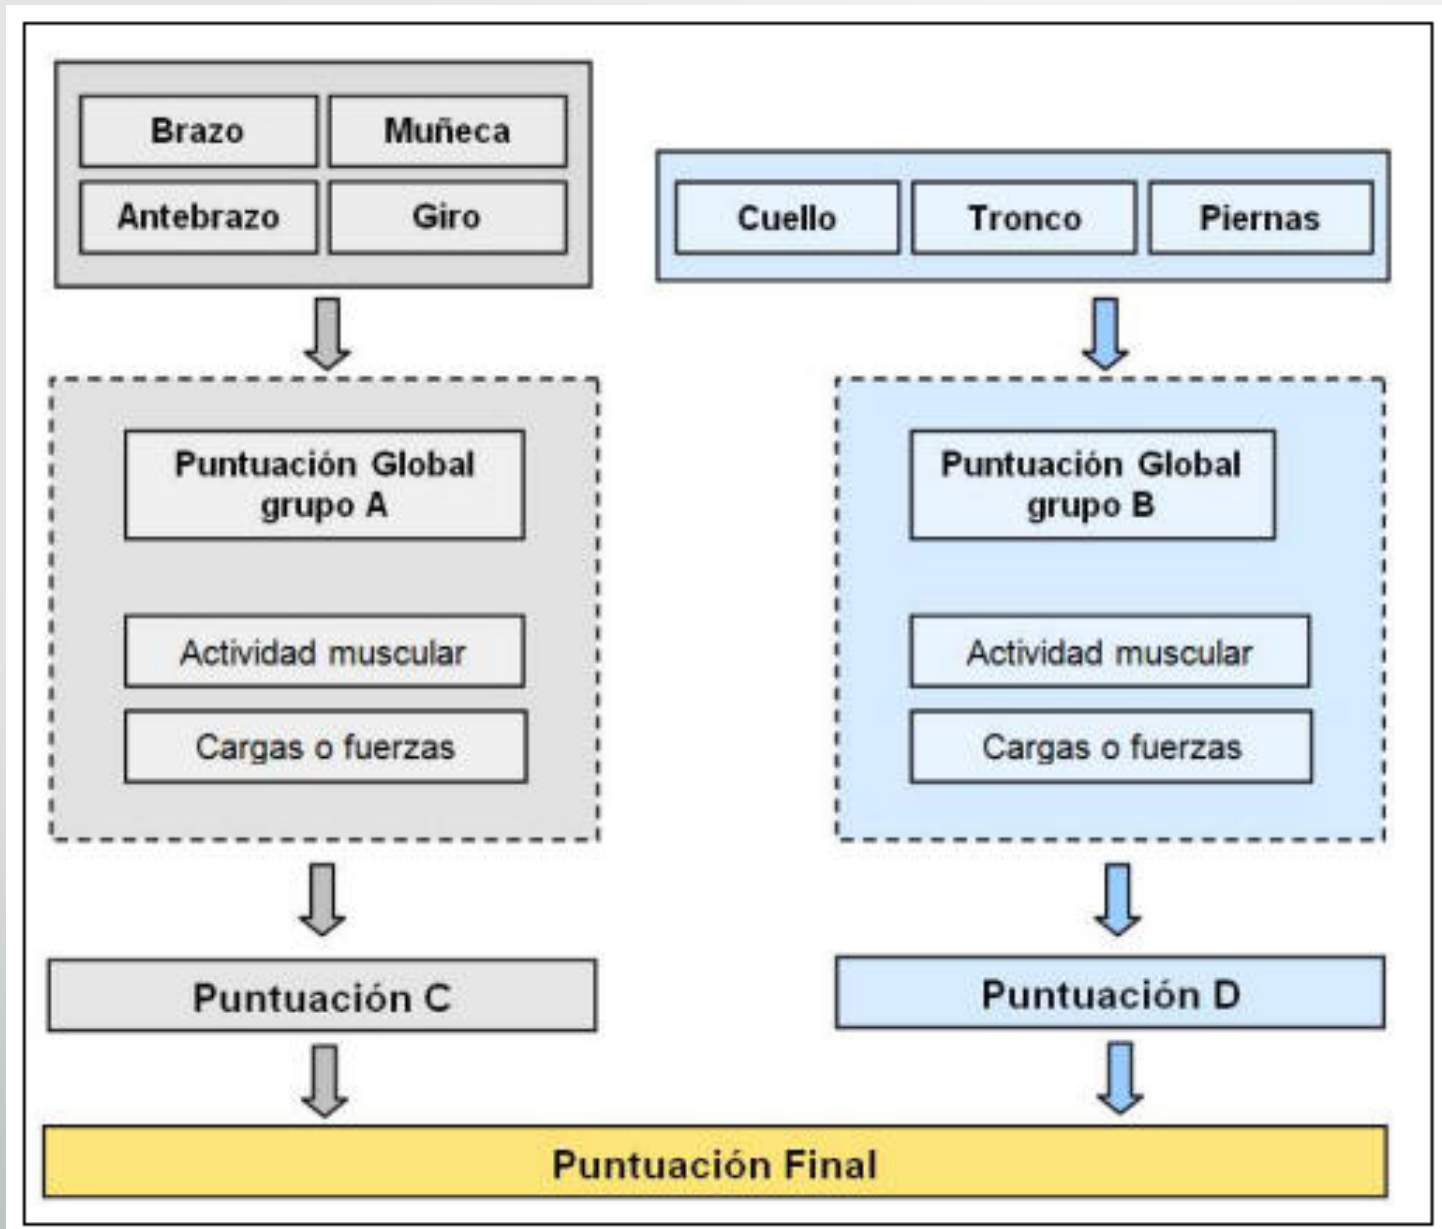 Brazo
Muñeca
Antebrazo
Giro
Cuello
Tronco
Piernas
Puntuación Global
grupo A
Actividad muscular
Cargas o fuerzas
Puntuación Global
grupo B
Actividad muscular
Cargas o fuerzas
Puntuación C
Puntuación D
Puntuación Final